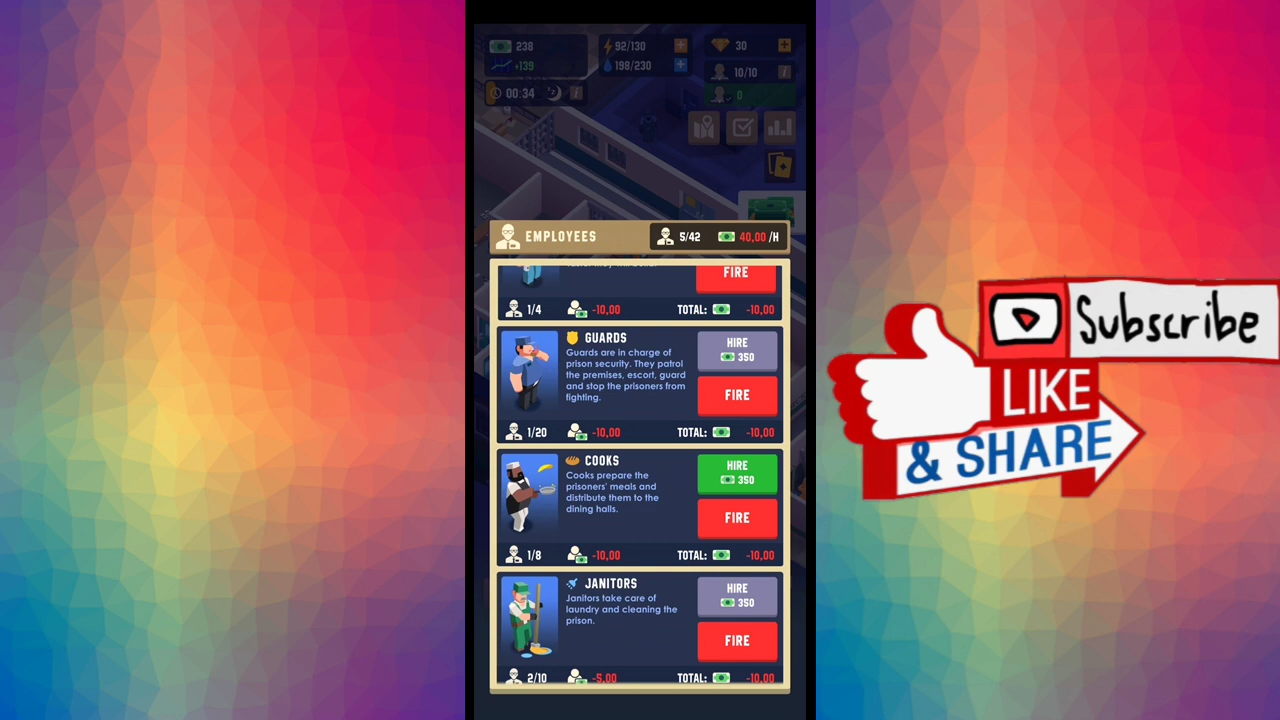 238
92/130
30
+139
198/230
10/10
00:34
0
EMPLOYEES
5/42
40,00 /H
FIRE
1/4
-10,00
TOTAL:
-10,00
GUARDS
Guards are in charge of
prison security. They patrol
the premises, escort, guard
and stop the prisoners from
fighting.
HIRE
350
FIRE
1/20
-10,00
TOTAL:
-10,00
COOKS
Cooks prepare the
prisoners' meals and
distribute them to the
dining halls.
HIRE
350
FIRE
1/8
-10,00
TOTAL:
-10,00
JANITORS
Janitors take care of
laundry and cleaning the
prison.
HIRE
350
FIRE
2/10
-5,00
TOTAL:
-10,00
Subscribe
LIKE
& SHARE